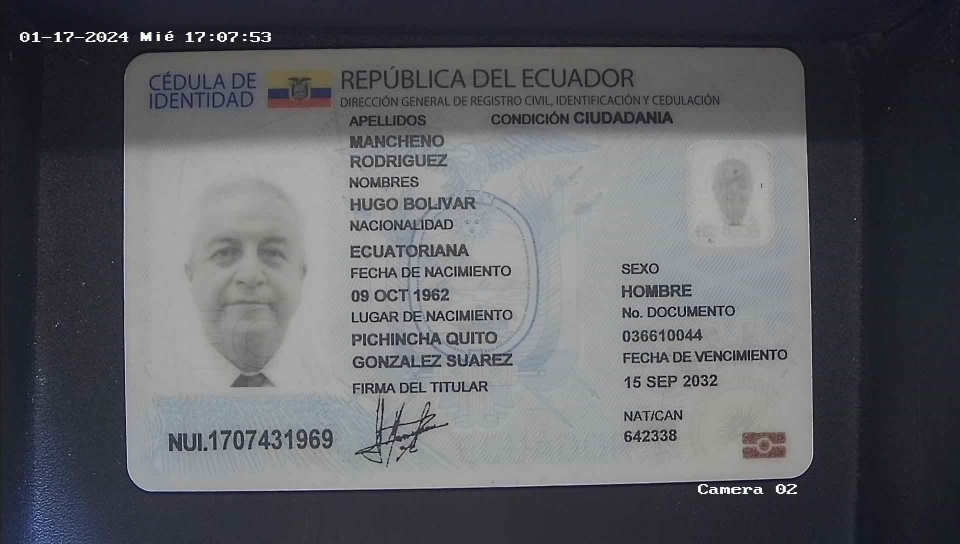 01-17-2024 Mié 17:07:53
CÉDULA DE
IDENTIDAD
REPÚBLICA DEL ECUADOR
DIRECCIÓN GENERAL DE REGISTRO CIVIL, IDENTIFICACIÓN Y CEDULACIÓN
APELLIDOS
CONDICIÓN CIUDADANIA
MANCHENO
RODRIGUEZ
NOMBRES
HUGO BOLIVAR
NACIONALIDAD
ECUATORIANA
FECHA DE NACIMIENTO
09 OCT 1962
LUGAR DE NACIMIENTO
PICHINCHA QUITO
GONZALEZ SUAREZ
FIRMA DEL TITULAR
SEXO
HOMBRE
No. DOCUMENTO
036610044
FECHA DE VENCIMIENTO
15 SEP 2032
NAT/CAN
642338
NUI.1707431969
Camera 02